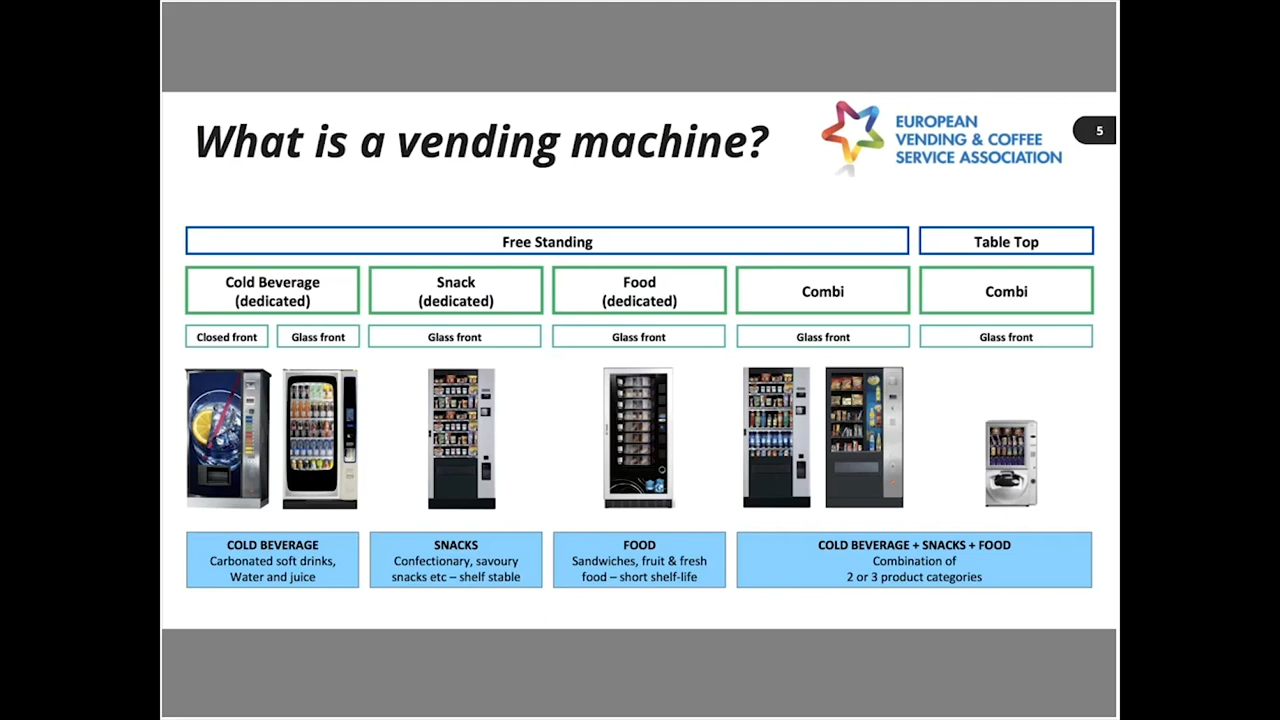 What is a vending machine?
EUROPEAN
VENDING & COFFEE
SERVICE ASSOCIATION
5
Free Standing
Table Top
Cold Beverage
(dedicated)
Snack
(dedicated)
Food
(dedicated)
Combi
Combi
Closed front
Glass front
Glass front
Glass front
Glass front
Glass front
COLD BEVERAGE
Carbonated soft drinks,
Water and juice
SNACKS
Confectionary, savoury
snacks etc – shelf stable
FOOD
Sandwiches, fruit & fresh
food – short shelf-life
COLD BEVERAGE + SNACKS + FOOD
Combination of
2 or 3 product categories